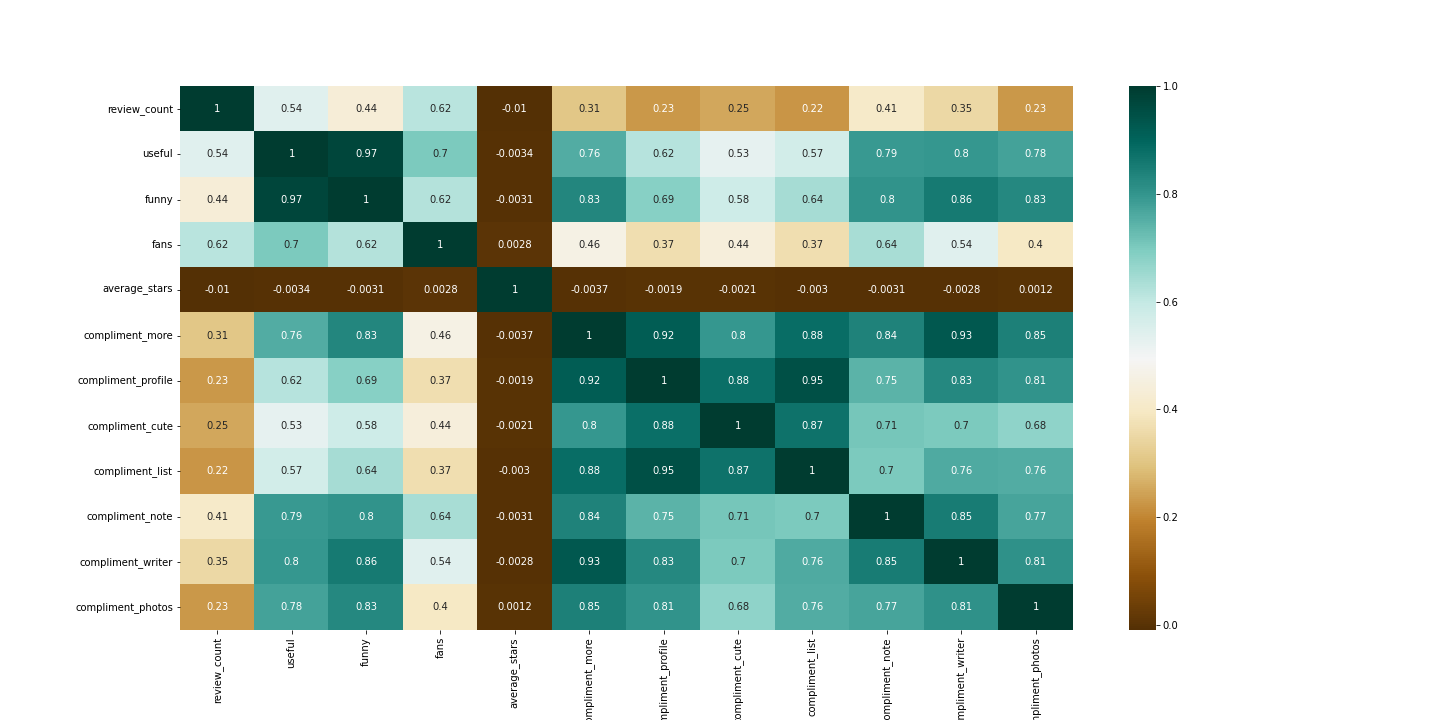 review_count 1 0.54 0.44 0.62 -0.01 0.31 0.23 0.25 0.22 0.41 0.35 0.23 1.0
useful 0.54 1 0.97 0.7 -0.0034 0.76 0.62 0.53 0.57 0.79 0.8 0.78
funny 0.44 0.97 1 0.62 -0.0031 0.83 0.69 0.58 0.64 0.8 0.86 0.83 0.8
fans 0.62 0.7 0.62 1 0.0028 0.46 0.37 0.44 0.37 0.64 0.54 0.4
average_stars -0.01 -0.0034 -0.0031 0.0028 1 -0.0037 -0.0019 -0.0021 -0.003 -0.0031 -0.0028 0.0012 0.6
compliment_more 0.31 0.76 0.83 0.46 -0.0037 1 0.92 0.8 0.88 0.84 0.93 0.85
compliment_profile 0.23 0.62 0.69 0.37 -0.0019 0.92 1 0.88 0.95 0.75 0.83 0.81
compliment_cute 0.25 0.53 0.58 0.44 -0.0021 0.8 0.88 1 0.87 0.71 0.7 0.68 0.4
compliment_list 0.22 0.57 0.64 0.37 -0.003 0.88 0.95 0.87 1 0.7 0.76 0.76
compliment_note 0.41 0.79 0.8 0.64 -0.0031 0.84 0.75 0.71 0.7 1 0.85 0.77 0.2
compliment_writer 0.35 0.8 0.86 0.54 -0.0028 0.93 0.83 0.7 0.76 0.85 1 0.81
compliment_photos 0.23 0.78 0.83 0.4 0.0012 0.85 0.81 0.68 0.76 0.77 0.81 1 0.0
review_count useful funny fans average_stars ompliment_more mpliment_profile compliment_cute compliment_list ompliment_note mpliment_writer mpliment_photos